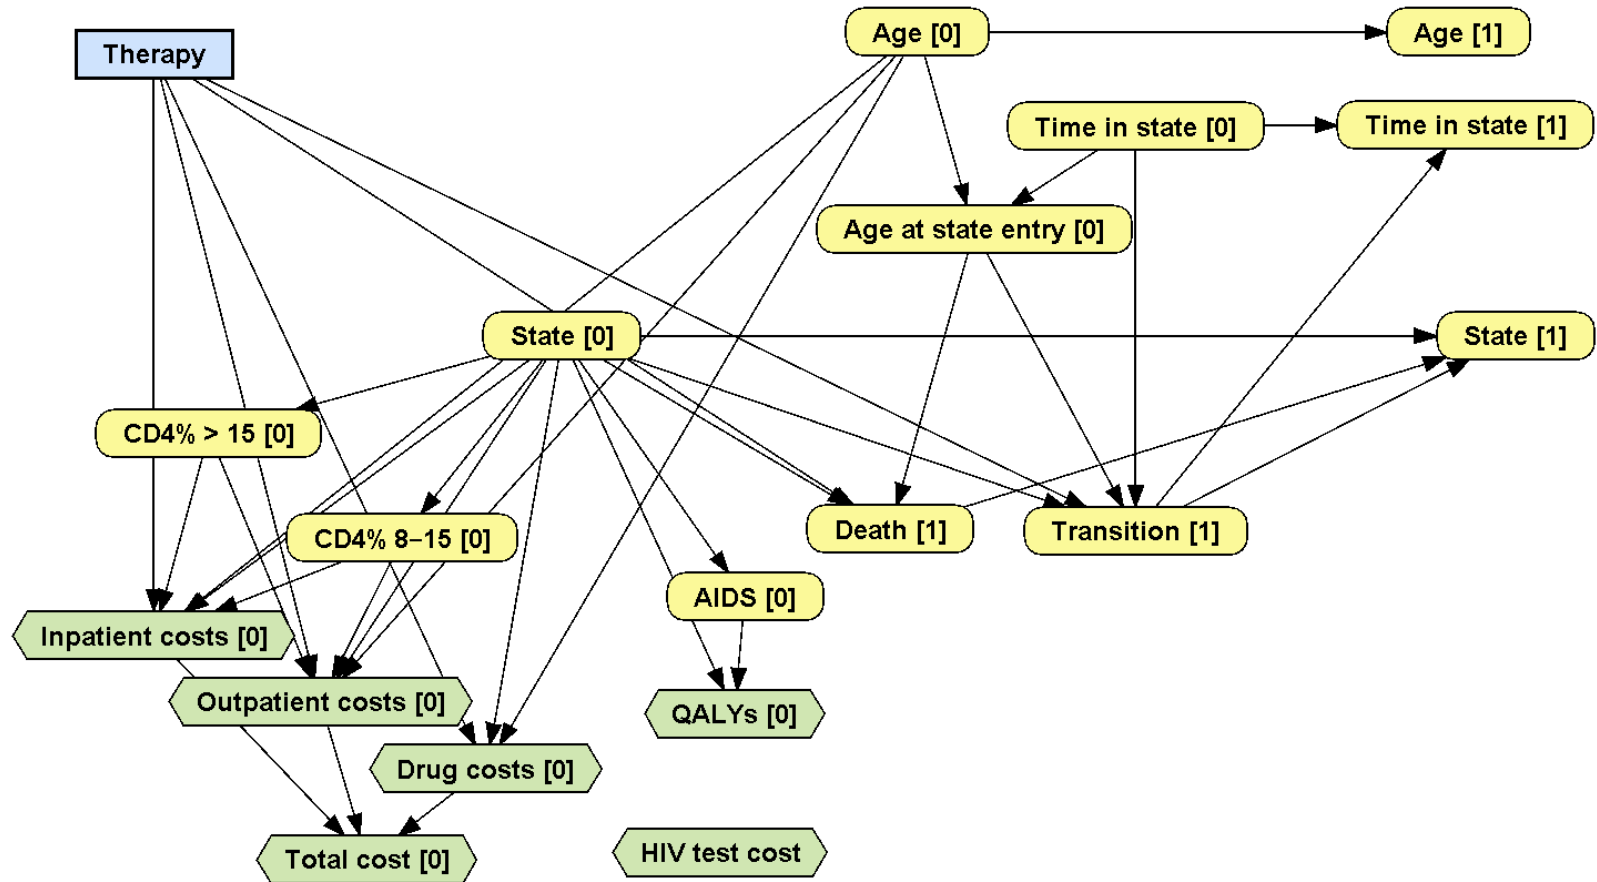 Age [0]
Age [1]
Therapy
Time in state [0]
Time in state [1]
Age at state entry [0]
State [0]
State [1]
CD4% > 15 [0]
CD4% 8–15 [0]
Death [1]
Transition [1]
AIDS [0]
Inpatient costs [0]
Outpatient costs [0]
QALYs [0]
Drug costs [0]
Total cost [0]
HIV test cost